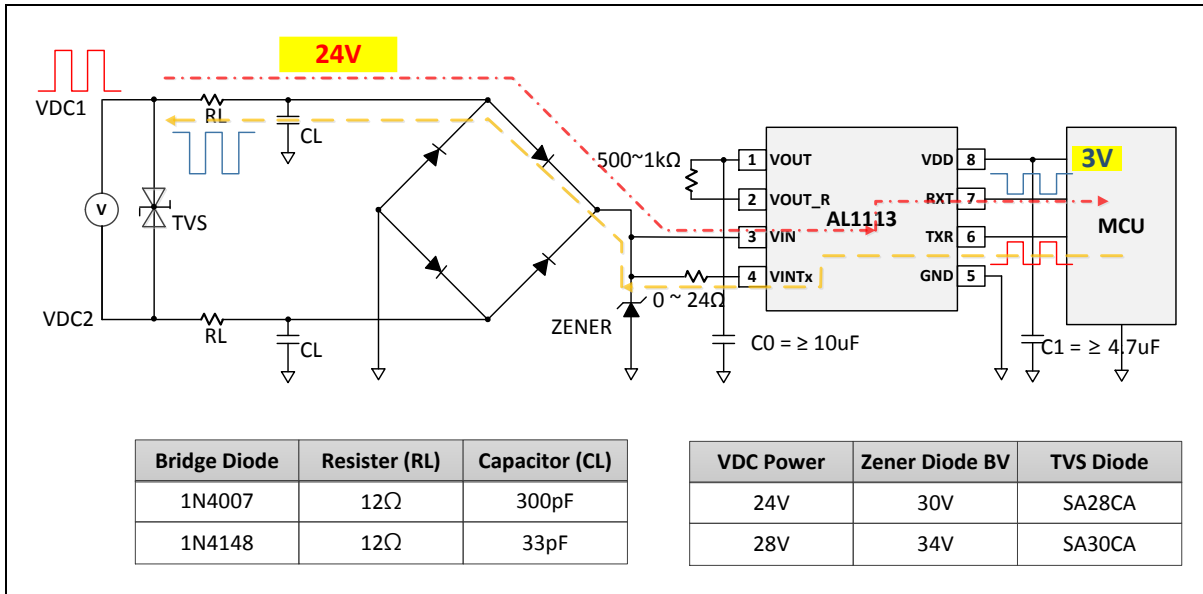 24V
VDC1
RL
CL
TVS
V
VDC2
RL
CL
ZENER
500~1kΩ
0 ~ 24Ω
C0 = ≥ 10uF
1 VOUT
2 VOUT_R
3 VIN
4 VINTx
AL1113
VDD 8
RXT 7
TXR 6
GND 5
3V
MCU
C1 = ≥ 4.7uF
Bridge Diode Resister (RL) Capacitor (CL)
1N4007 12Ω 300pF
1N4148 12Ω 33pF
VDC Power Zener Diode BV TVS Diode
24V 30V SA28CA
28V 34V SA30CA